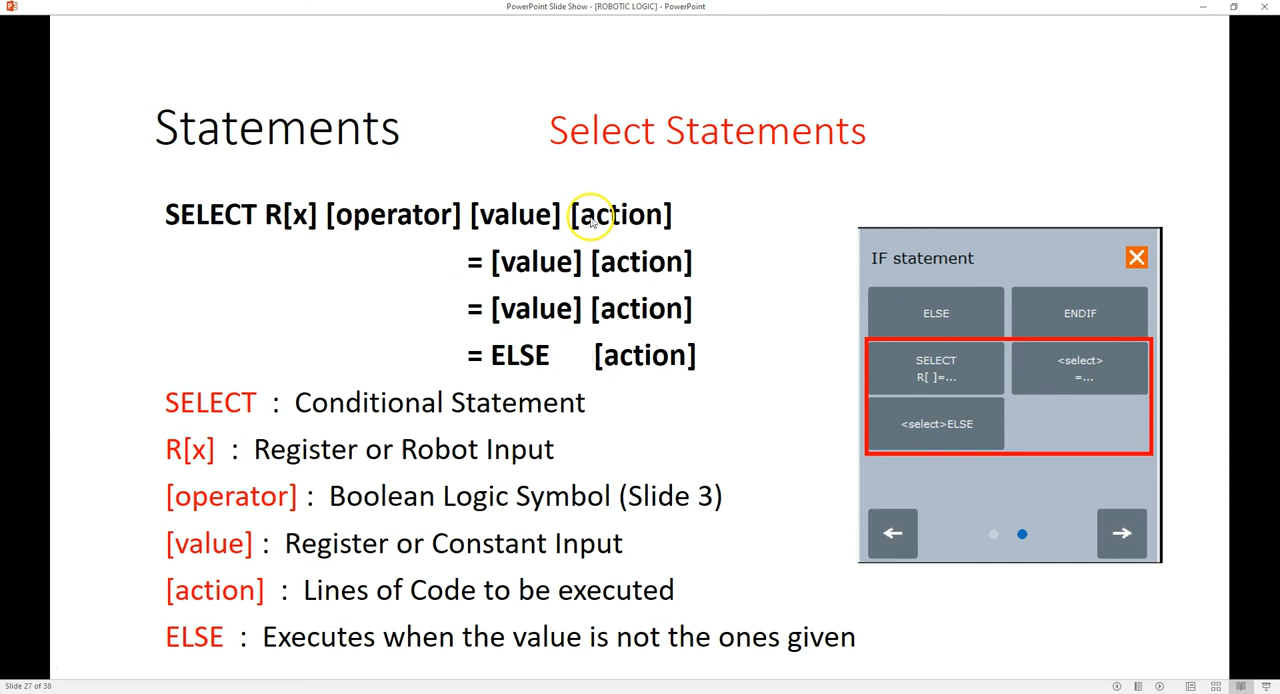 PowerPoint Slide Show - [ROBOTIC LOGIC] - PowerPoint
Statements
Select Statements
SELECT R[x] [operator] [value] [action]
= [value] [action]
= [value] [action]
= ELSE [action]
SELECT : Conditional Statement
R[x] : Register or Robot Input
[operator] : Boolean Logic Symbol (Slide 3)
[value] : Register or Constant Input
[action] : Lines of Code to be executed
ELSE : Executes when the value is not the ones given
IF statement
ELSE
ENDIF
SELECT
R[ ]=...
<select>
=...
<select>ELSE
Slide 27 of 38